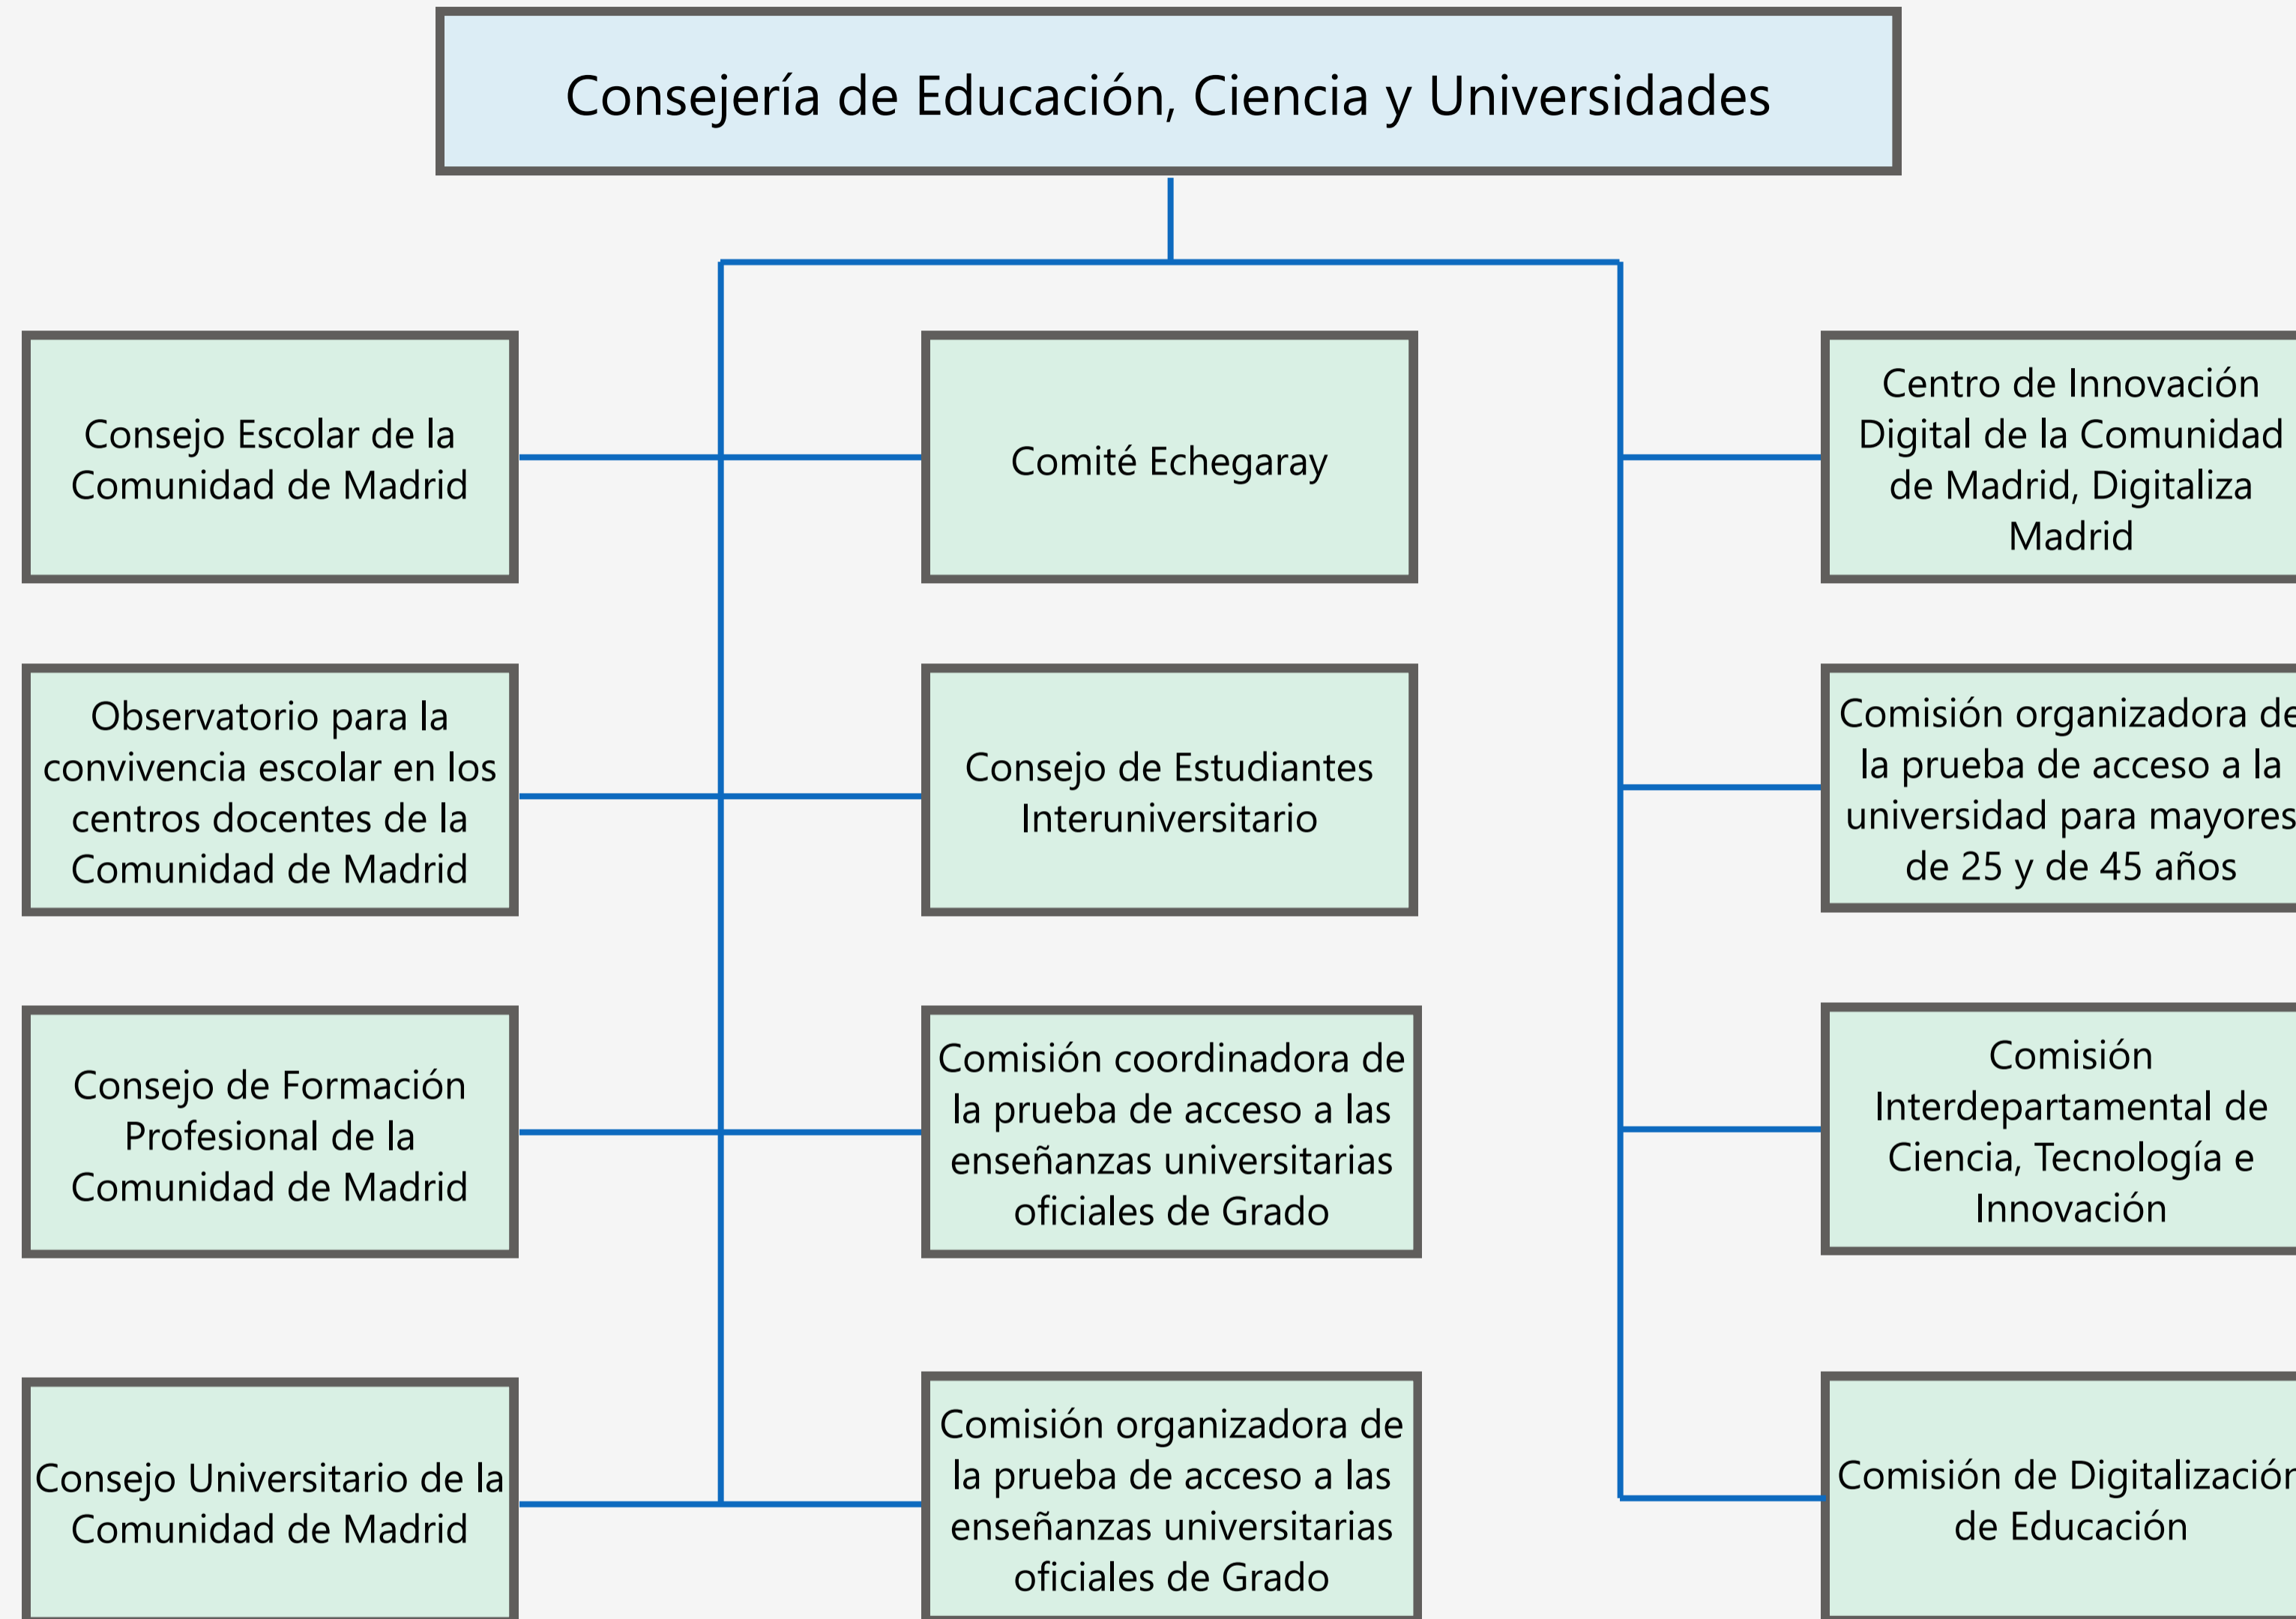 Consejería de Educación, Ciencia y Universidades
Consejo Escolar de la
Comunidad de Madrid
Comité Echegaray
Centro de Innovación
Digital de la Comunidad
de Madrid, Digitaliza
Madrid
Observatorio para la
convivencia escolar en los
centros docentes de la
Comunidad de Madrid
Consejo de Estudiantes
Interuniversitario
Comisión organizadora de
la prueba de acceso a la
universidad para mayores
de 25 y de 45 años
Consejo de Formación
Profesional de la
Comunidad de Madrid
Comisión coordinadora de
la prueba de acceso a las
enseñanzas universitarias
oficiales de Grado
Comisión
Interdepartamental de
Ciencia, Tecnología e
Innovación
Consejo Universitario de la
Comunidad de Madrid
Comisión organizadora de
la prueba de acceso a las
enseñanzas universitarias
oficiales de Grado
Comisión de Digitalización
de Educación